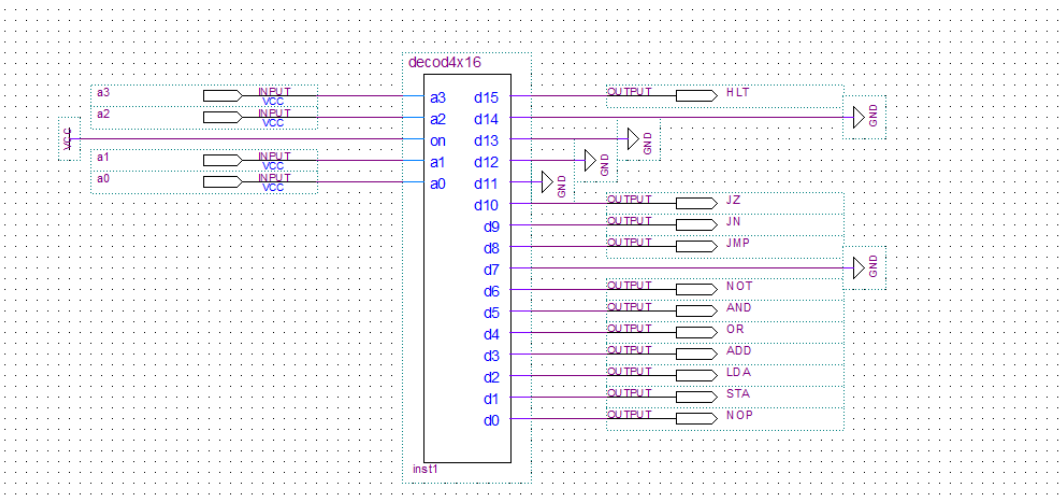 decod4x16
a3 INPUT VCC a3 d15 OUTPUT HLT
a2 INPUT VCC a2 d14 GND
VCC on d13 GND
a1 INPUT VCC a1 d12 GND
a0 INPUT VCC a0 d11 GND
d10 OUTPUT JZ
d9 OUTPUT JN
d8 OUTPUT JMP
d7 GND
d6 OUTPUT NOT
d5 OUTPUT AND
d4 OUTPUT OR
d3 OUTPUT ADD
d2 OUTPUT LDA
d1 OUTPUT STA
d0 OUTPUT NOP
inst1